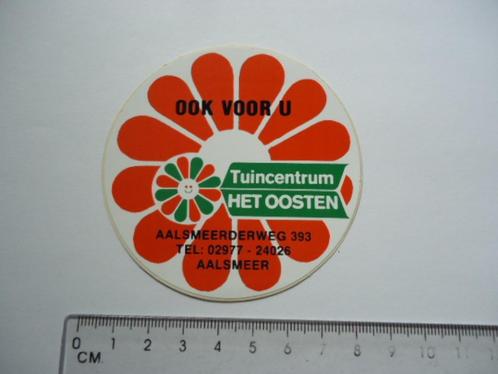 OOK VOOR U
Tuincentrum
HET OOSTEN
AALSMEERDERWEG 393
TEL: 02977 - 24026
AALSMEER
0 1 2 3 4 5 6 7 8 9 10 11
CM